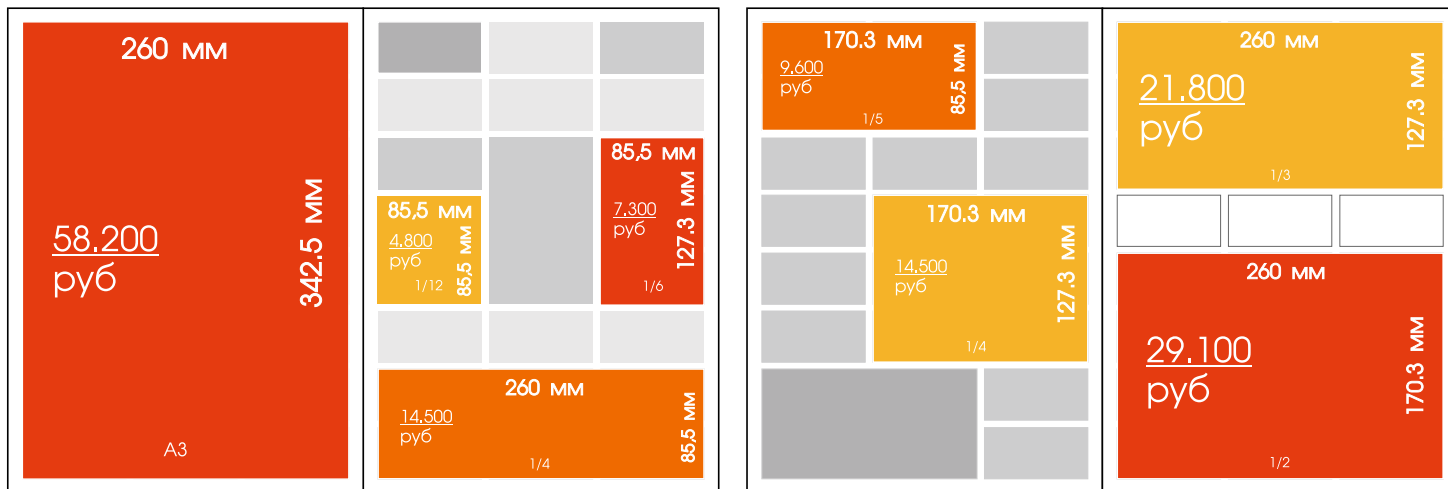 260 мм
58.200
руб
342.5 мм
А3
85,5 мм
4.800
руб
85,5 мм
1/12
85,5 мм
7.300
руб
127.3 мм
1/6
260 мм
14.500
руб
85,5 мм
1/4
170.3 мм
9.600
руб
85,5 мм
1/5
170.3 мм
14.500
руб
127.3 мм
1/4
260 мм
21.800
руб
127.3 мм
1/3
260 мм
29.100
руб
170.3 мм
1/2